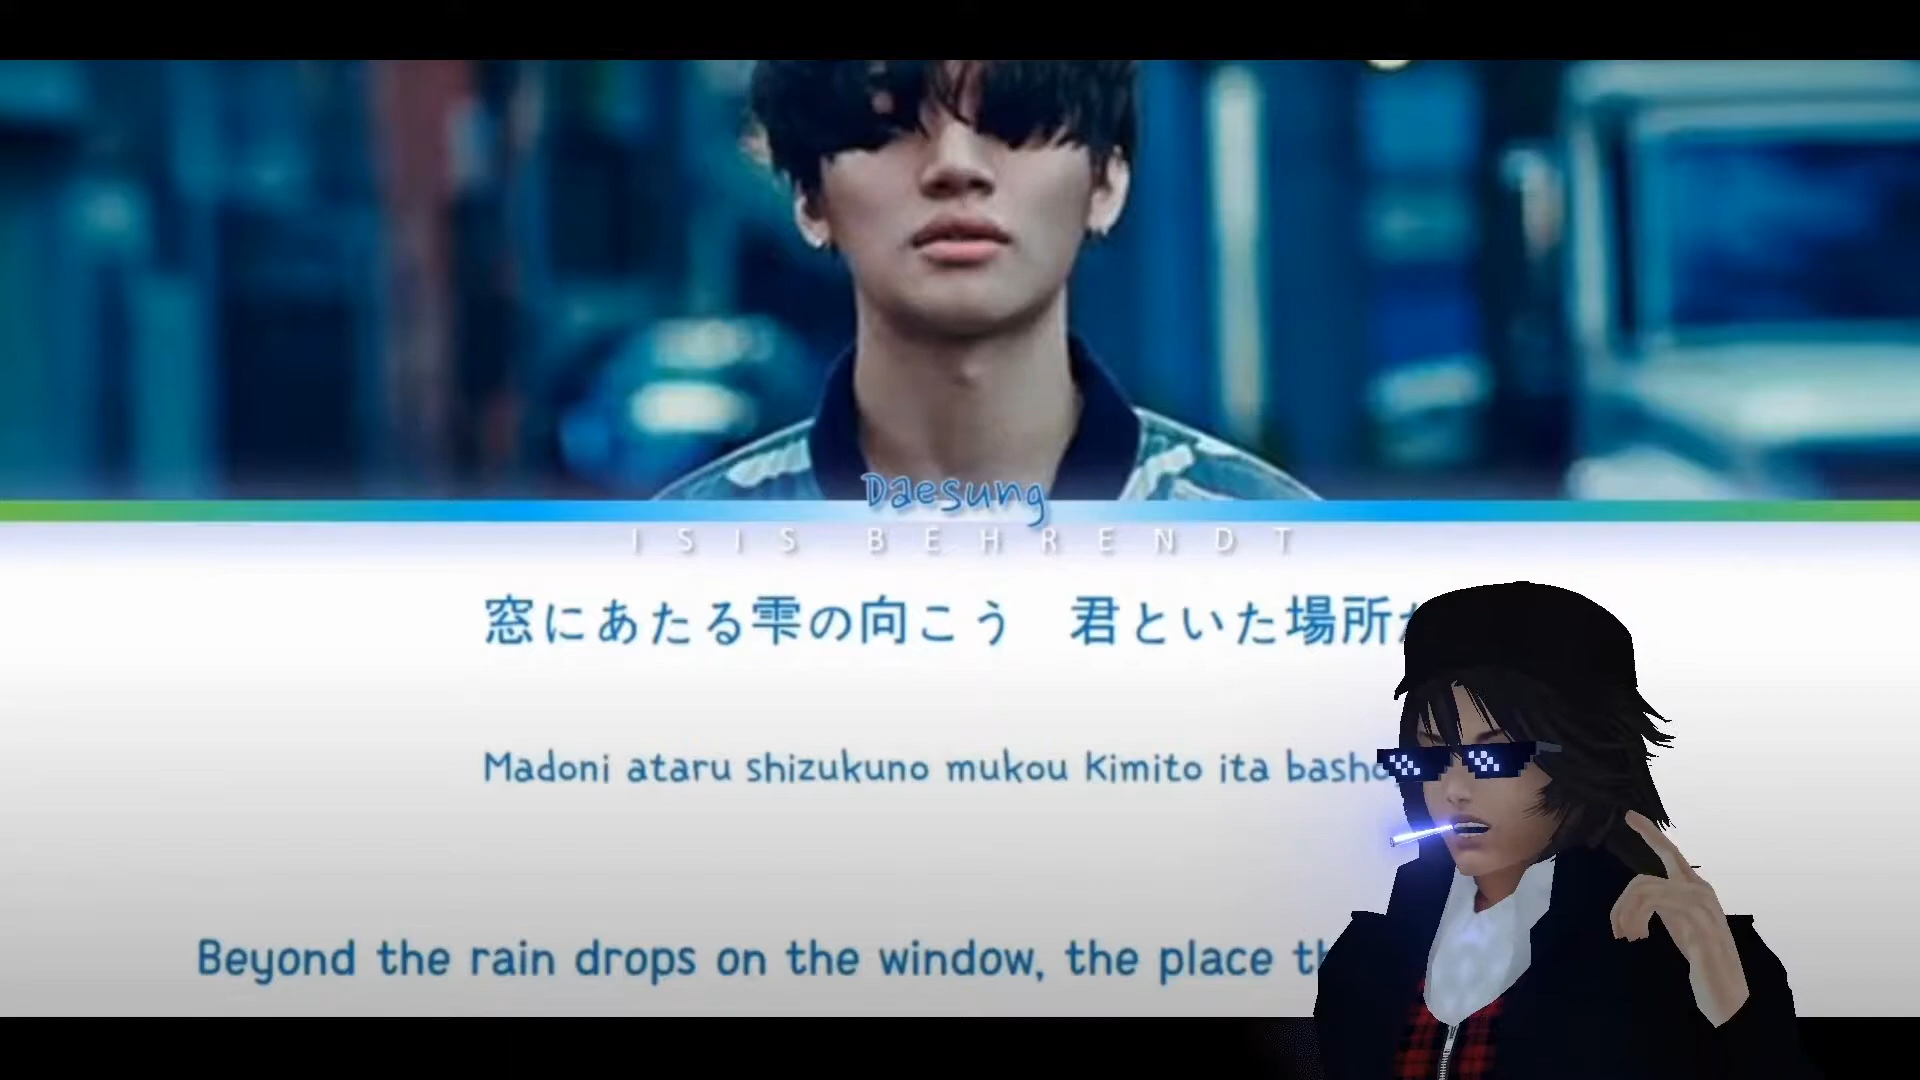 Daesung
ISIS BEHRENDT
窓にあたる雫の向こう　君といた場所
Madoni ataru shizukuno mukou Kimito ita basho
Beyond the rain drops on the window, the place